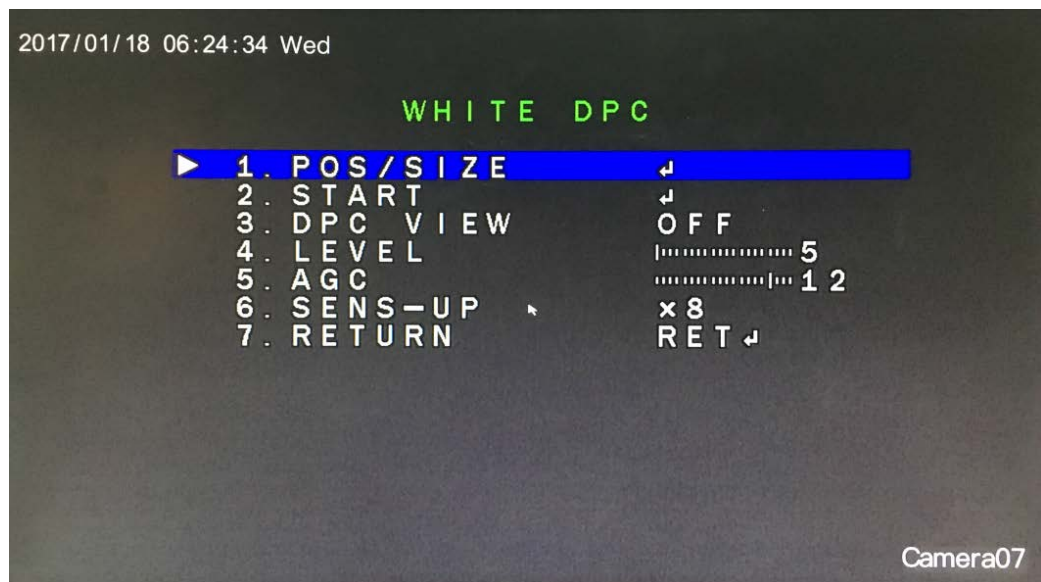 2017/01/18 06:24:34 Wed
WHITE DPC
1. POS/SIZE ↲
2. START ↲
3. DPC VIEW OFF
4. LEVEL 5
5. AGC 12
6. SENS-UP ×8
7. RETURN RET↲
Camera07